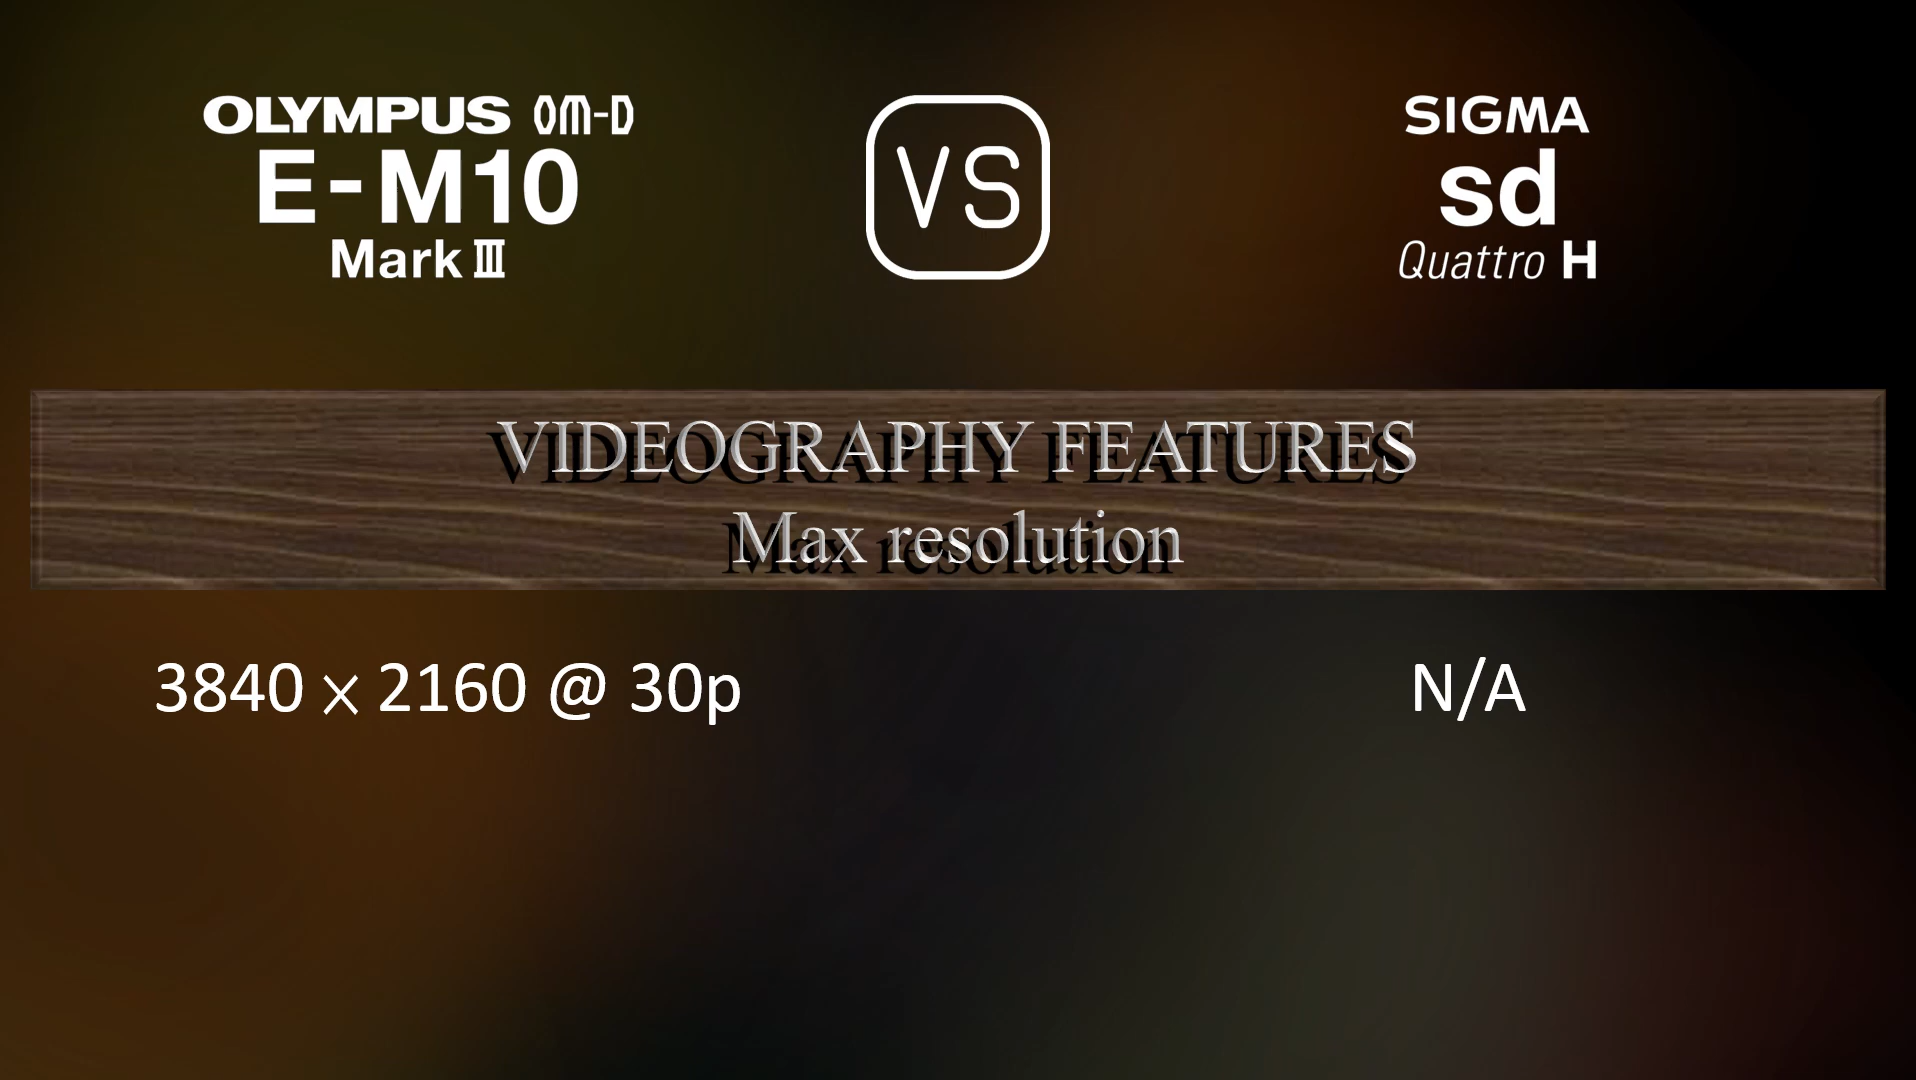 OLYMPUS OM-D
E-M10
Mark III
VS
SIGMA
sd
Quattro H
VIDEOGRAPHY FEATURES
Max resolution
3840 x 2160 @ 30p
N/A